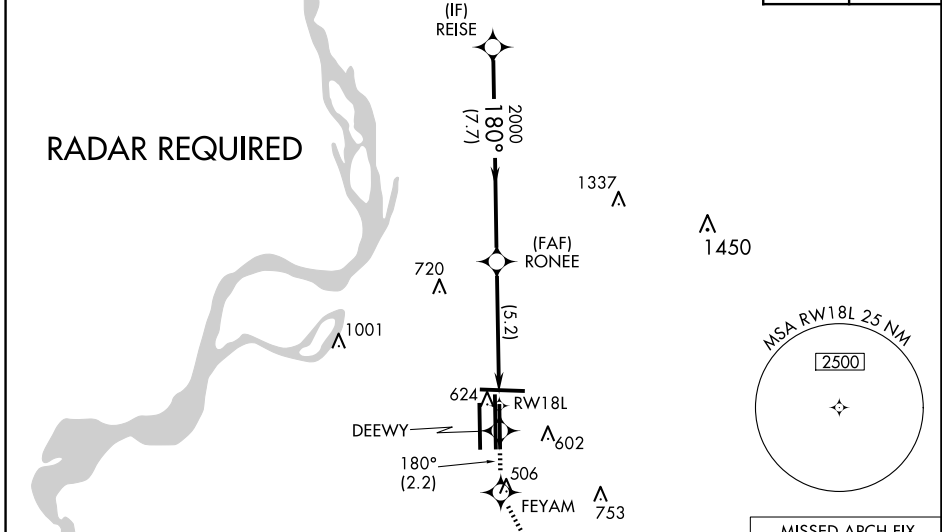 (IF)
REISE
2000
180°
(7.7)
RADAR REQUIRED
1337
1450
(FAF)
RONEE
720
1001
(5.2)
MSA RW18L 25 NM
2500
624
RW18L
DEEWY
602
180°
(2.2)
506
FEYAM
753
MISSED APCH FIX